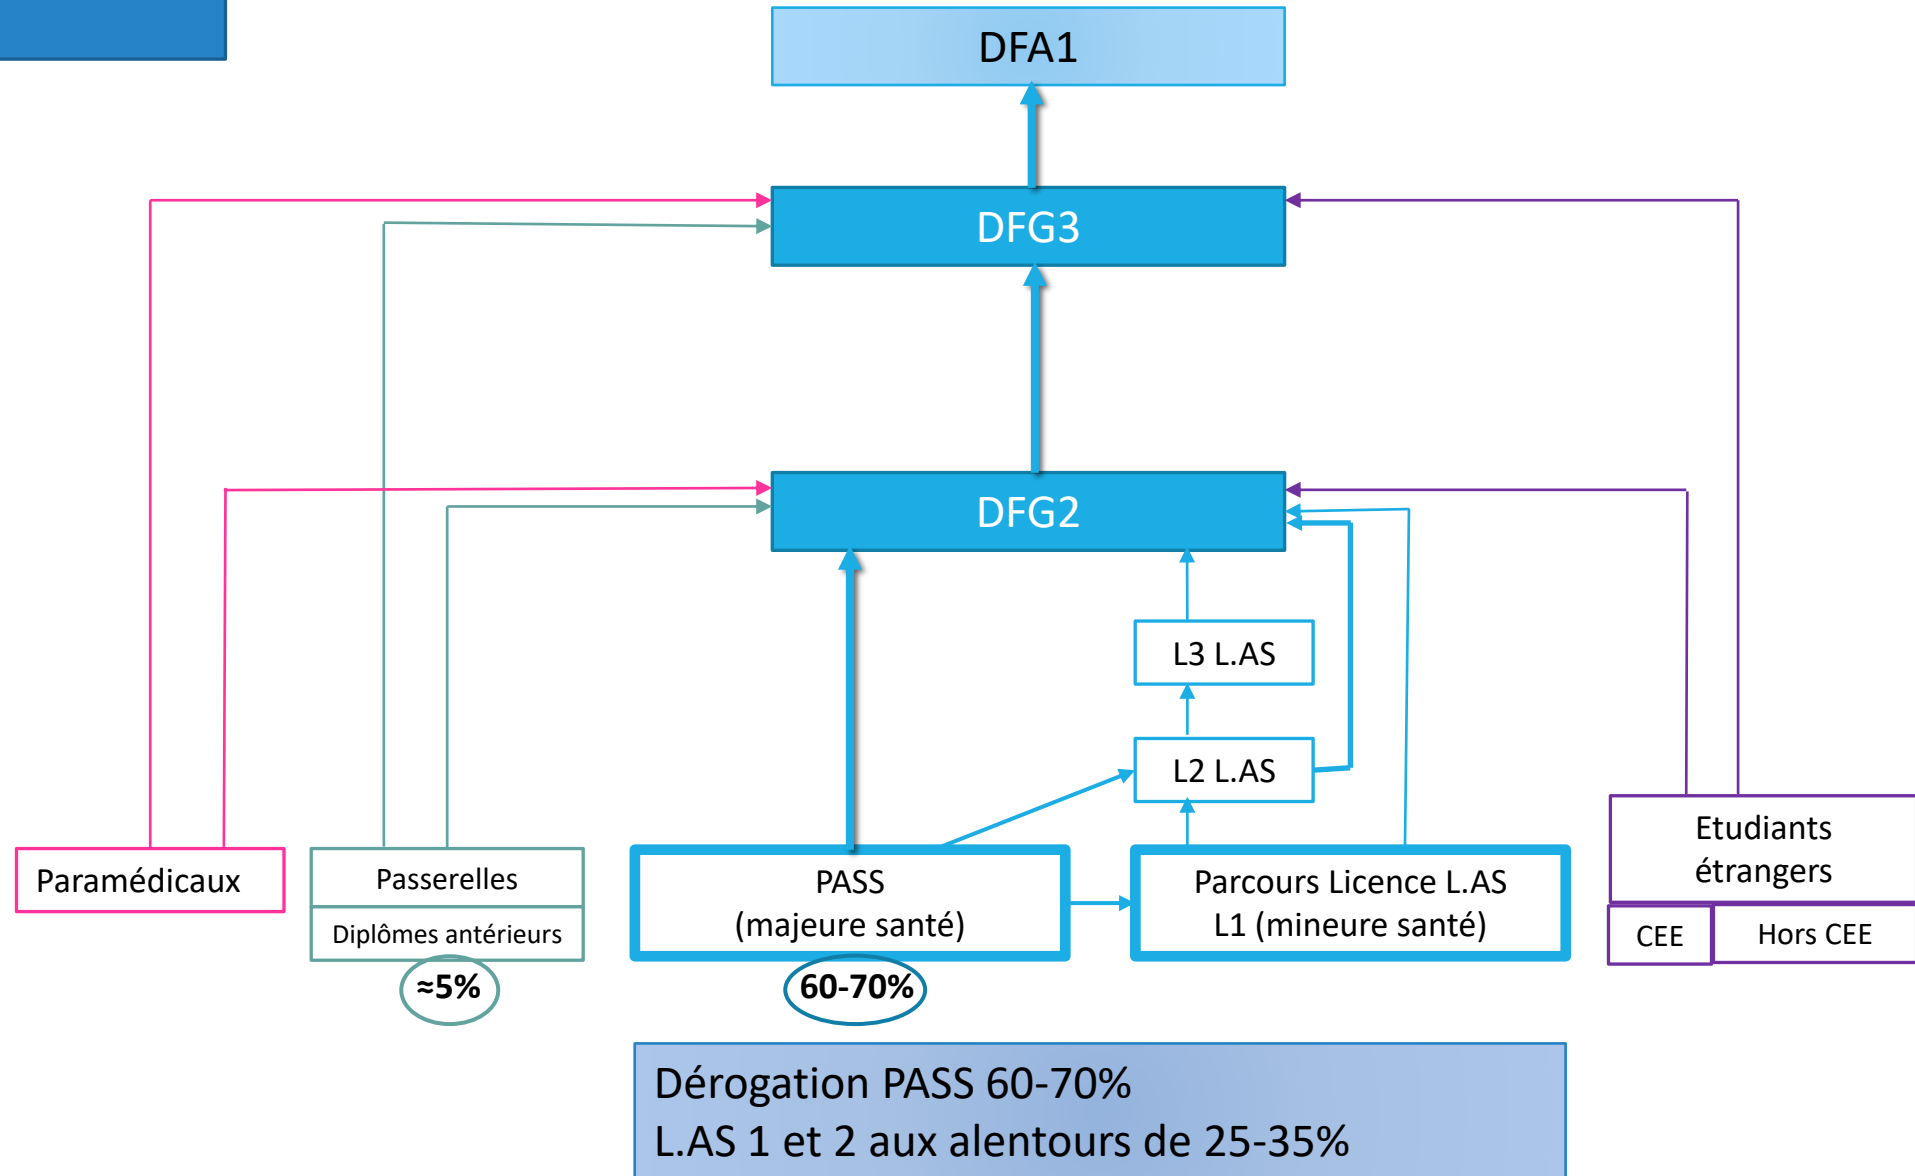 DFA1
DFG3
DFG2
L3 L.AS
L2 L.AS
Paramédicaux
Passerelles
Diplômes antérieurs
≈5%
PASS
(majeure santé)
60-70%
Parcours Licence L.AS
L1 (mineure santé)
Etudiants
étrangers
CEE
Hors CEE
Dérogation PASS 60-70%
L.AS 1 et 2 aux alentours de 25-35%